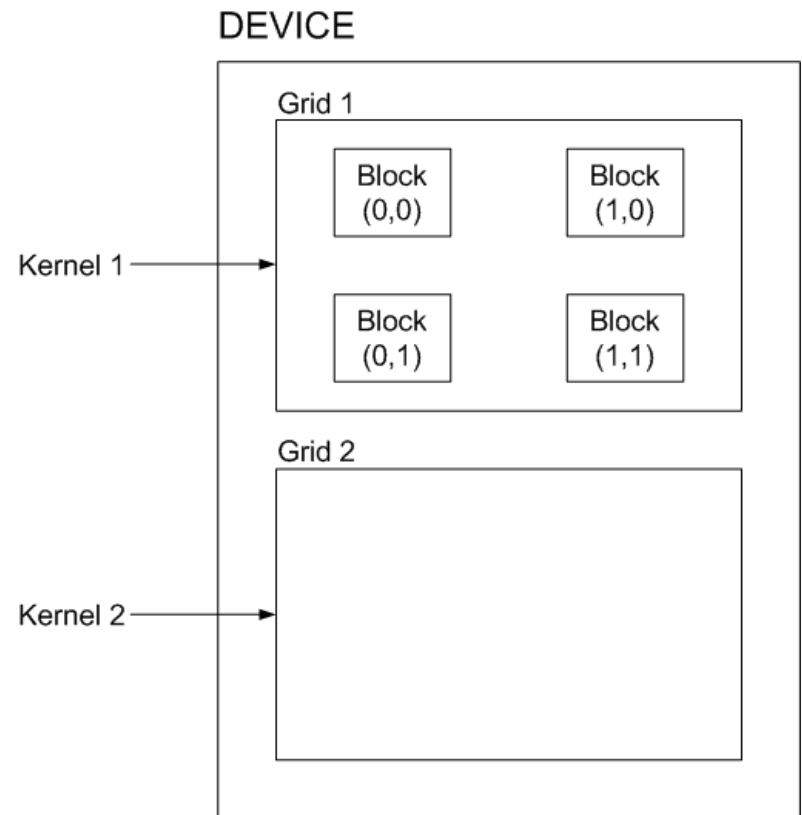 DEVICE
Grid 1
Block
(0,0)
Block
(1,0)
Kernel 1
Block
(0,1)
Block
(1,1)
Grid 2
Kernel 2